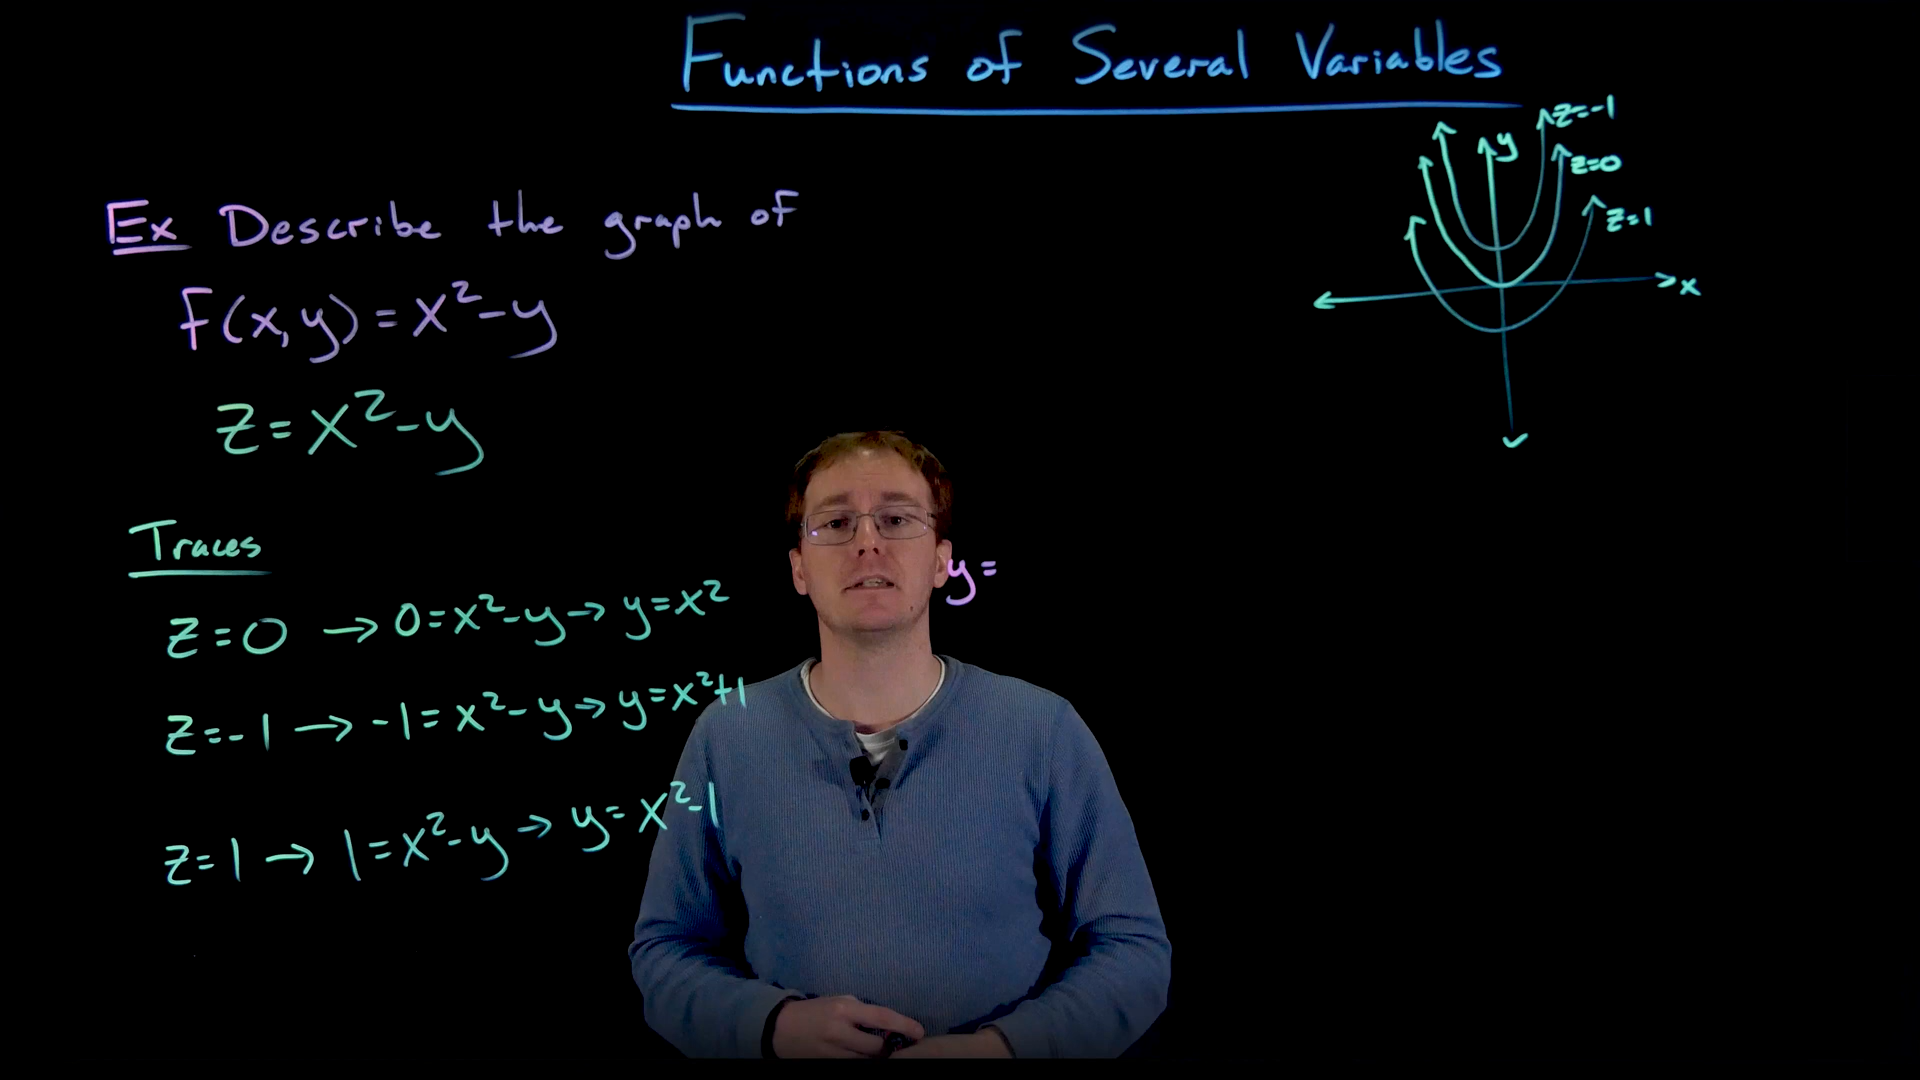 Functions of Several Variables
Ex Describe the graph of
f(x,y)=x²-y
z=x²-y
Traces
z=0 → 0=x²-y → y=x²
z=-1 → -1=x²-y → y=x²+1
z=1 → 1=x²-y → y=x²-1
y=
z=-1
y
z=0
z=1
x